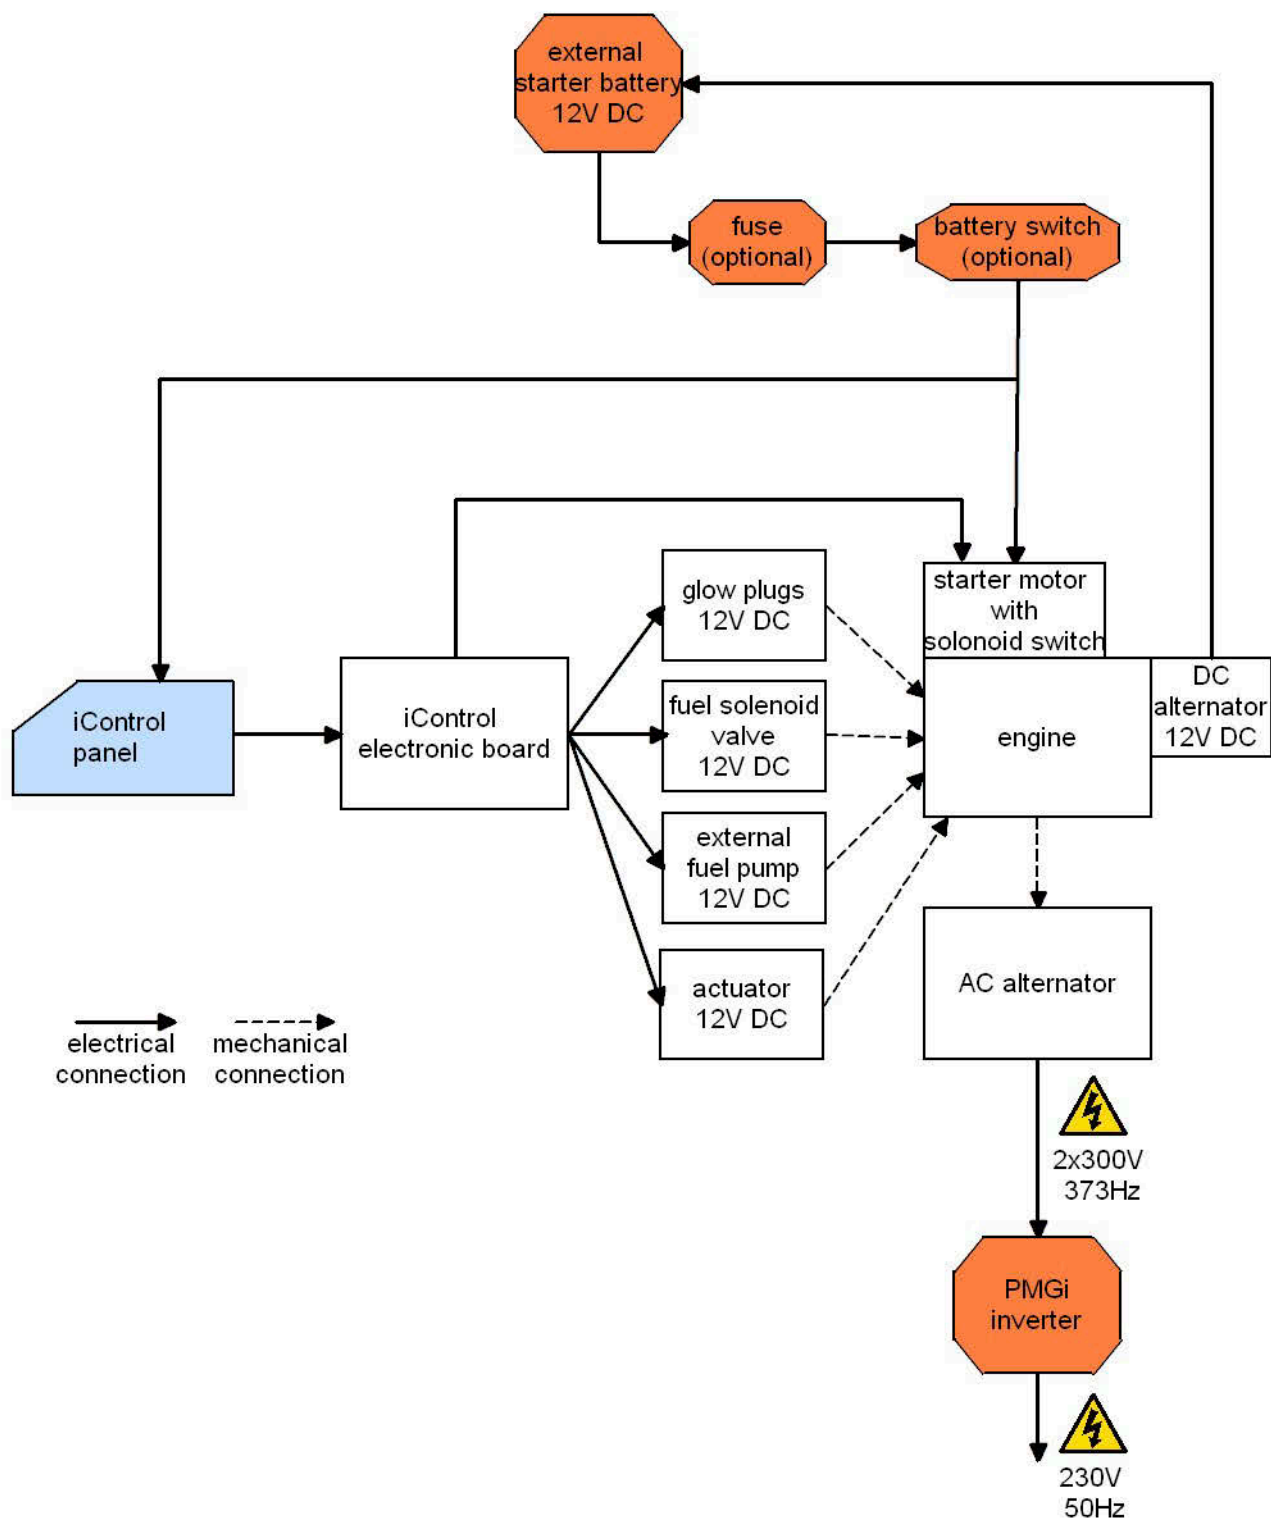 external
starter battery
12V DC
fuse
(optional)
battery switch
(optional)
glow plugs
12V DC
starter motor
with
solonoid switch
iControl
panel
iControl
electronic board
fuel solenoid
valve
12V DC
engine
DC
alternator
12V DC
external
fuel pump
12V DC
actuator
12V DC
AC alternator
electrical
connection
mechanical
connection
2x300V
373Hz
PMGi
inverter
230V
50Hz